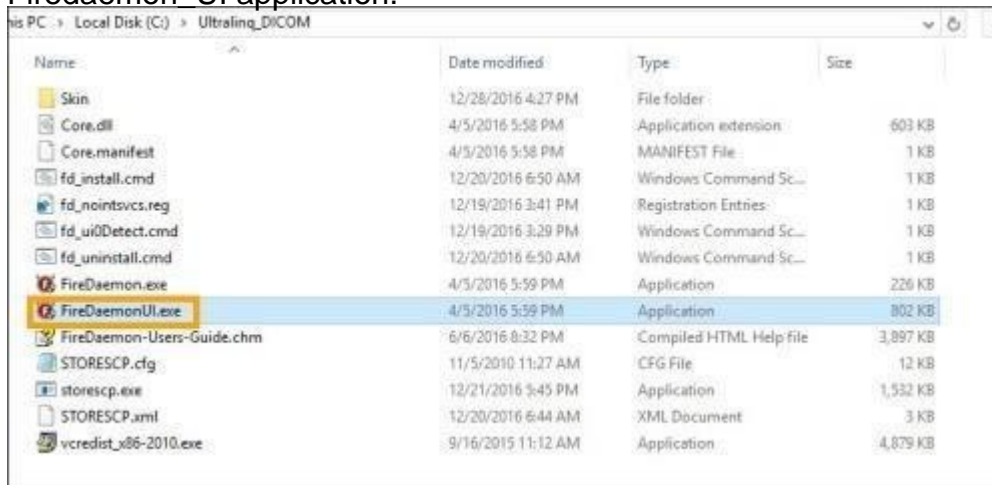 Firedaemon_UI application.
his PC > Local Disk (C:) > Ultralinq_DICOM
Name Date modified Type Size
Skin 12/28/2016 4:27 PM File folder
Core.dll 4/5/2016 5:58 PM Application extension 603 KB
Core.manifest 4/5/2016 5:58 PM MANIFEST File 1 KB
fd_install.cmd 12/20/2016 6:50 AM Windows Command Sc... 1 KB
fd_nointsvcs.reg 12/19/2016 3:41 PM Registration Entries 1 KB
fd_ui0Detect.cmd 12/19/2016 3:29 PM Windows Command Sc... 1 KB
fd_uninstall.cmd 12/20/2016 6:50 AM Windows Command Sc... 1 KB
FireDaemon.exe 4/5/2016 5:59 PM Application 226 KB
FireDaemonUI.exe 4/5/2016 5:59 PM Application 802 KB
FireDaemon-Users-Guide.chm 6/6/2016 8:32 PM Compiled HTML Help file 3,897 KB
STORESCP.cfg 11/5/2010 11:27 AM CFG File 12 KB
storescp.exe 12/21/2016 5:45 PM Application 1,532 KB
STORESCP.xml 12/20/2016 6:44 AM XML Document 3 KB
vcredist_x86-2010.exe 9/16/2015 11:12 AM Application 4,879 KB